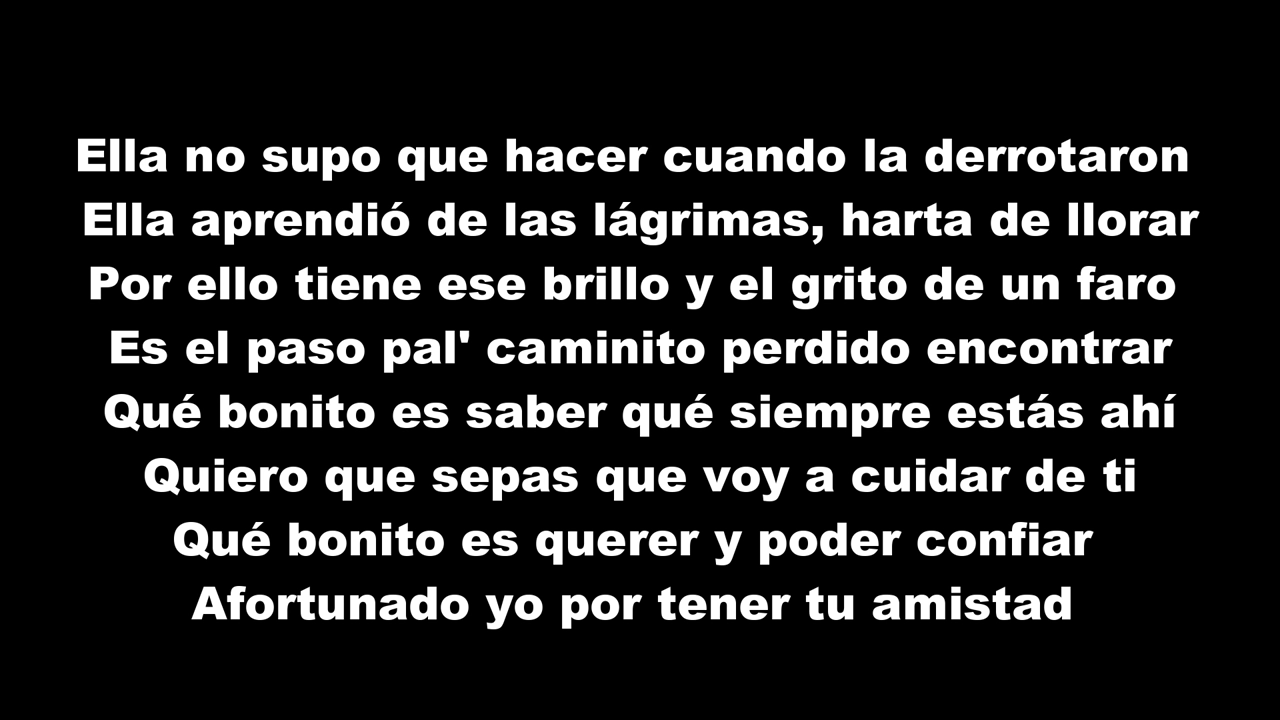 Ella no supo que hacer cuando la derrotaron
Ella aprendió de las lágrimas, harta de llorar
Por ello tiene ese brillo y el grito de un faro
Es el paso pal' caminito perdido encontrar
Qué bonito es saber qué siempre estás ahí
Quiero que sepas que voy a cuidar de ti
Qué bonito es querer y poder confiar
Afortunado yo por tener tu amistad